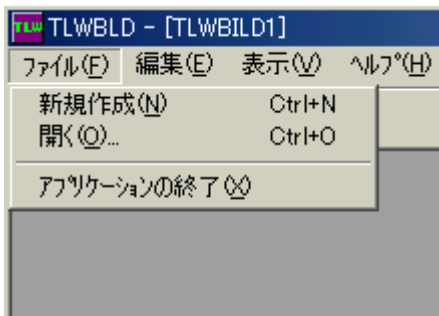 TLW TLWBLD - [TLWBILD1]
ファイル(F) 編集(E) 表示(V) ヘルプ(H)
新規作成(N) Ctrl+N
開く(O)... Ctrl+O
アプリケーションの終了(X)